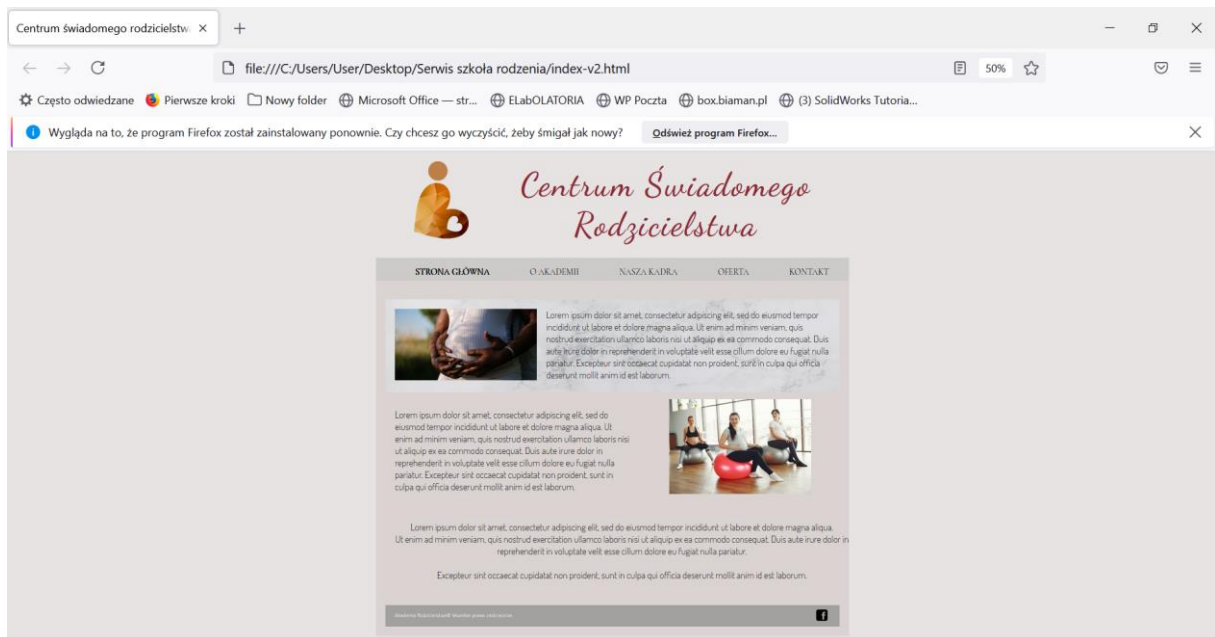 Centrum świadomego rodzicielstw
file:///C:/Users/User/Desktop/Serwis szkoła rodzenia/index-v2.html
50%
Często odwiedzane Pierwsze kroki Nowy folder Microsoft Office — str... ELabOLATORIA WP Poczta box.biaman.pl (3) SolidWorks Tutoria...
Wygląda na to, że program Firefox został zainstalowany ponownie. Czy chcesz go wyczyścić, żeby śmigał jak nowy? Odśwież program Firefox...
Centrum Świadomego
Rodzicielstwa
STRONA GŁÓWNA O AKADEMII NASZA KADRA OFERTA KONTAKT
Lorem ipsum dolor sit amet, consectetur adipiscing elit, sed do eiusmod tempor
incididunt ut labore et dolore magna aliqua. Ut enim ad minim veniam, quis
nostrud exercitation ullamco laboris nisi ut aliquip ex ea commodo consequat. Duis
aute irure dolor in reprehenderit in voluptate velit esse cillum dolore eu fugiat nulla
pariatur. Excepteur sint occaecat cupidatat non proident, sunt in culpa qui officia
deserunt mollit anim id est laborum.
Lorem ipsum dolor sit amet, consectetur adipiscing elit, sed do
eiusmod tempor incididunt ut labore et dolore magna aliqua. Ut
enim ad minim veniam, quis nostrud exercitation ullamco laboris nisi
ut aliquip ex ea commodo consequat. Duis aute irure dolor in
reprehenderit in voluptate velit esse cillum dolore eu fugiat nulla
pariatur. Excepteur sint occaecat cupidatat non proident, sunt in
culpa qui officia deserunt mollit anim id est laborum.
Lorem ipsum dolor sit amet, consectetur adipiscing elit, sed do eiusmod tempor incididunt ut labore et dolore magna aliqua.
Ut enim ad minim veniam, quis nostrud exercitation ullamco laboris nisi ut aliquip ex ea commodo consequat. Duis aute irure dolor in
reprehenderit in voluptate velit esse cillum dolore eu fugiat nulla pariatur.
Excepteur sint occaecat cupidatat non proident, sunt in culpa qui officia deserunt mollit anim id est laborum.